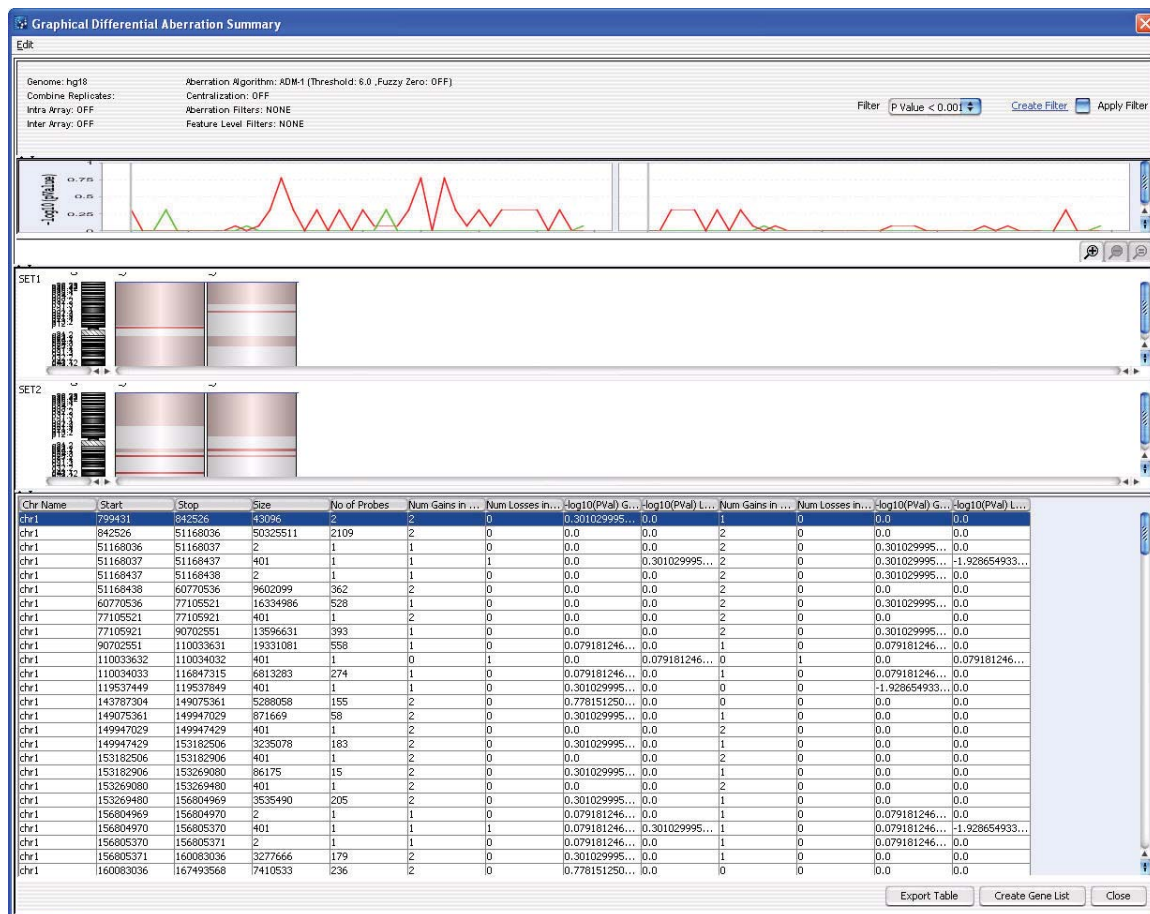 Graphical Differential Aberration Summary
Edit
Genome: hg18 Aberration Algorithm: ADM-1 (Threshold: 6.0 ,Fuzzy Zero: OFF)
Combine Replicates: Centralization: OFF
Intra Array: OFF Aberration Filters: NONE
Inter Array: OFF Feature Level Filters: NONE
Filter P Value < 0.001 Create Filter Apply Filter
-log10(pValue)
1
0.75
0.5
0.25
0
SET1
SET2
Chr Name Start Stop Size No of Probes Num Gains in ... Num Losses in... -log10(PVal) G... -log10(PVal) L... Num Gains in ... Num Losses in... -log10(PVal) G... -log10(PVal) L...
chr1 799431 842526 43096 2 2 0 0.301029995... 0.0 1 0 0.0 0.0
chr1 842526 51168036 50325511 2109 2 0 0.0 0.0 2 0 0.0 0.0
chr1 51168036 51168037 2 1 1 0 0.0 0.0 2 0 0.301029995... 0.0
chr1 51168037 51168437 401 1 1 1 0.0 0.301029995... 2 0 0.301029995... -1.928654933...
chr1 51168437 51168438 2 1 1 0 0.0 0.0 2 0 0.301029995... 0.0
chr1 51168438 60770536 9602099 362 2 0 0.0 0.0 2 0 0.0 0.0
chr1 60770536 77105521 16334986 528 1 0 0.0 0.0 2 0 0.301029995... 0.0
chr1 77105521 77105921 401 1 2 0 0.0 0.0 2 0 0.0 0.0
chr1 77105921 90702551 13596631 393 1 0 0.0 0.0 2 0 0.301029995... 0.0
chr1 90702551 110033631 19331081 558 1 0 0.079181246... 0.0 1 0 0.079181246... 0.0
chr1 110033632 110034032 401 1 0 1 0.0 0.079181246... 0 1 0.0 0.079181246...
chr1 110034033 116847315 6813283 274 1 0 0.079181246... 0.0 1 0 0.079181246... 0.0
chr1 119537449 119537849 401 1 1 0 0.301029995... 0.0 0 0 -1.928654933... 0.0
chr1 143787304 149075361 5288058 155 2 0 0.778151250... 0.0 0 0 0.0 0.0
chr1 149075361 149947029 871669 58 2 0 0.301029995... 0.0 1 0 0.0 0.0
chr1 149947029 149947429 401 1 2 0 0.0 0.0 2 0 0.0 0.0
chr1 149947429 153182506 3235078 183 2 0 0.301029995... 0.0 1 0 0.0 0.0
chr1 153182506 153182906 401 1 2 0 0.0 0.0 2 0 0.0 0.0
chr1 153182906 153269080 86175 15 2 0 0.301029995... 0.0 1 0 0.0 0.0
chr1 153269080 153269480 401 1 2 0 0.0 0.0 2 0 0.0 0.0
chr1 153269480 156804969 3535490 205 2 0 0.301029995... 0.0 1 0 0.0 0.0
chr1 156804969 156804970 2 1 1 0 0.079181246... 0.0 1 0 0.079181246... 0.0
chr1 156804970 156805370 401 1 1 1 0.079181246... 0.301029995... 1 0 0.079181246... -1.928654933...
chr1 156805370 156805371 2 1 1 0 0.079181246... 0.0 1 0 0.079181246... 0.0
chr1 156805371 160083036 3277666 179 2 0 0.301029995... 0.0 1 0 0.0 0.0
chr1 160083036 167493568 7410533 236 2 0 0.778151250... 0.0 0 0 0.0 0.0
Export Table Create Gene List Close